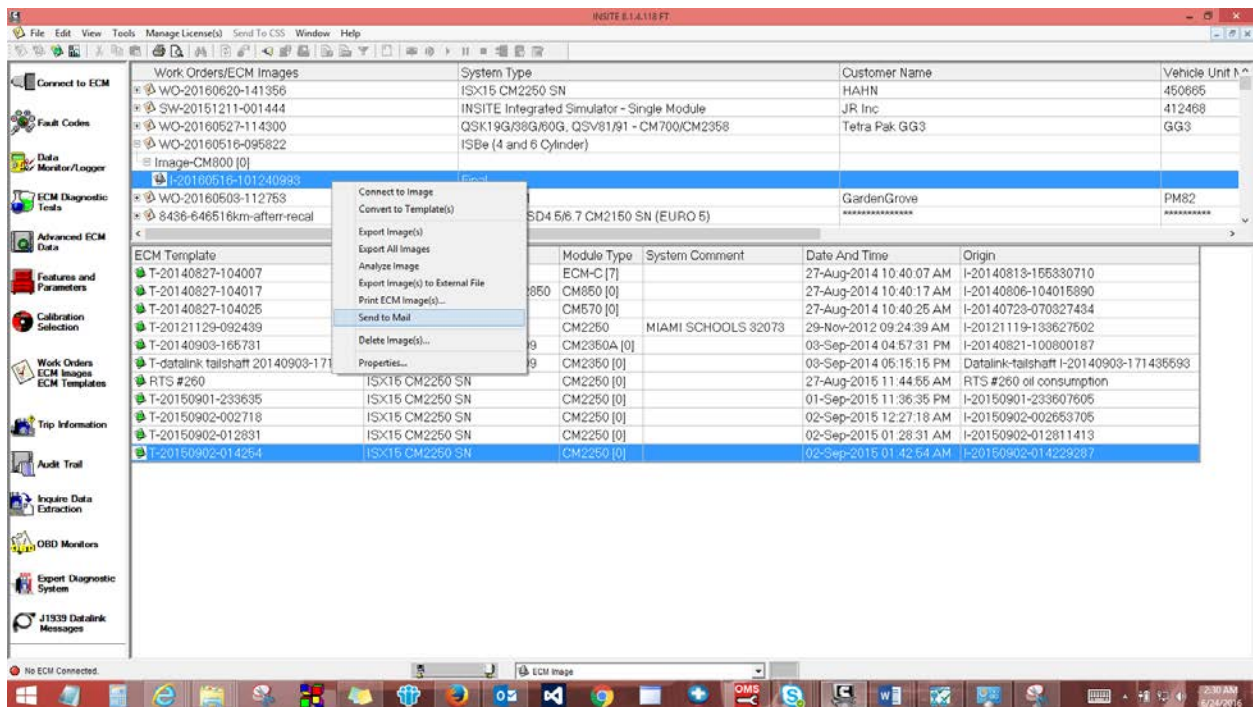 INSITE 8.1.4.118 FT
File Edit View Tools Manage License(s) Send To CSS Window Help
Connect to ECM
Fault Codes
Data
Monitor/Logger
ECM Diagnostic
Tests
Advanced ECM
Data
Features and
Parameters
Calibration
Selection
Work Orders
ECM Images
ECM Templates
Trip Information
Audit Trail
Inquire Data
Extraction
OBD Monitors
Expert Diagnostic
System
J1939 Datalink
Messages
Work Orders/ECM Images System Type Customer Name Vehicle Unit
WO-20160620-141356 ISX15 CM2250 SN HAHN 450665
SW-20151211-001444 INSITE Integrated Simulator - Single Module JR Inc 412468
WO-20160527-114300 QSK19G/38G/60G, QSV81/91 - CM700/CM2358 Tetra Pak GG3 GG3
WO-20160516-095822 ISBe (4 and 6 Cylinder)
Image-CM800 [0]
I-20160516-101240993 Final
WO-20160503-112753 GardenGrove PM82
8436-646516km-afterr-recal SD4 5/6.7 CM2150 SN (EURO 5) *************** **********
Connect to Image
Convert to Template(s)
Export Image(s)
Export All Images
Analyze Image
Export Image(s) to External File
Print ECM Image(s)...
Send to Mail
Delete Image(s)...
Properties...
ECM Template Module Type System Comment Date And Time Origin
T-20140827-104007 ECM-C [7] 27-Aug-2014 10:40:07 AM I-20140813-155330710
T-20140827-104017 2850 CM850 [0] 27-Aug-2014 10:40:17 AM I-20140806-104015890
T-20140827-104025 CM570 [0] 27-Aug-2014 10:40:25 AM I-20140723-070327434
T-20121129-092439 CM2250 MIAMI SCHOOLS 32073 29-Nov-2012 09:24:39 AM I-20121119-133627502
T-20140903-165731 9 CM2350A [0] 03-Sep-2014 04:57:31 PM I-20140821-100800187
T-datalink tailshaft 20140903-171 9 CM2350 [0] 03-Sep-2014 05:15:15 PM Datalink-tailshaft I-20140903-171435593
RTS #260 ISX15 CM2250 SN CM2250 [0] 27-Aug-2015 11:44:55 AM RTS #260 oil consumption
T-20150901-233635 ISX15 CM2250 SN CM2250 [0] 01-Sep-2015 11:36:35 PM I-20150901-233607605
T-20150902-002718 ISX15 CM2250 SN CM2250 [0] 02-Sep-2015 12:27:18 AM I-20150902-002653705
T-20150902-012831 ISX15 CM2250 SN CM2250 [0] 02-Sep-2015 01:28:31 AM I-20150902-012811413
T-20150902-014254 ISX15 CM2250 SN CM2250 [0] 02-Sep-2015 01:42:54 AM I-20150902-014229287
No ECM Connected.
ECM Image
OMS
2:30 AM
6/24/2016